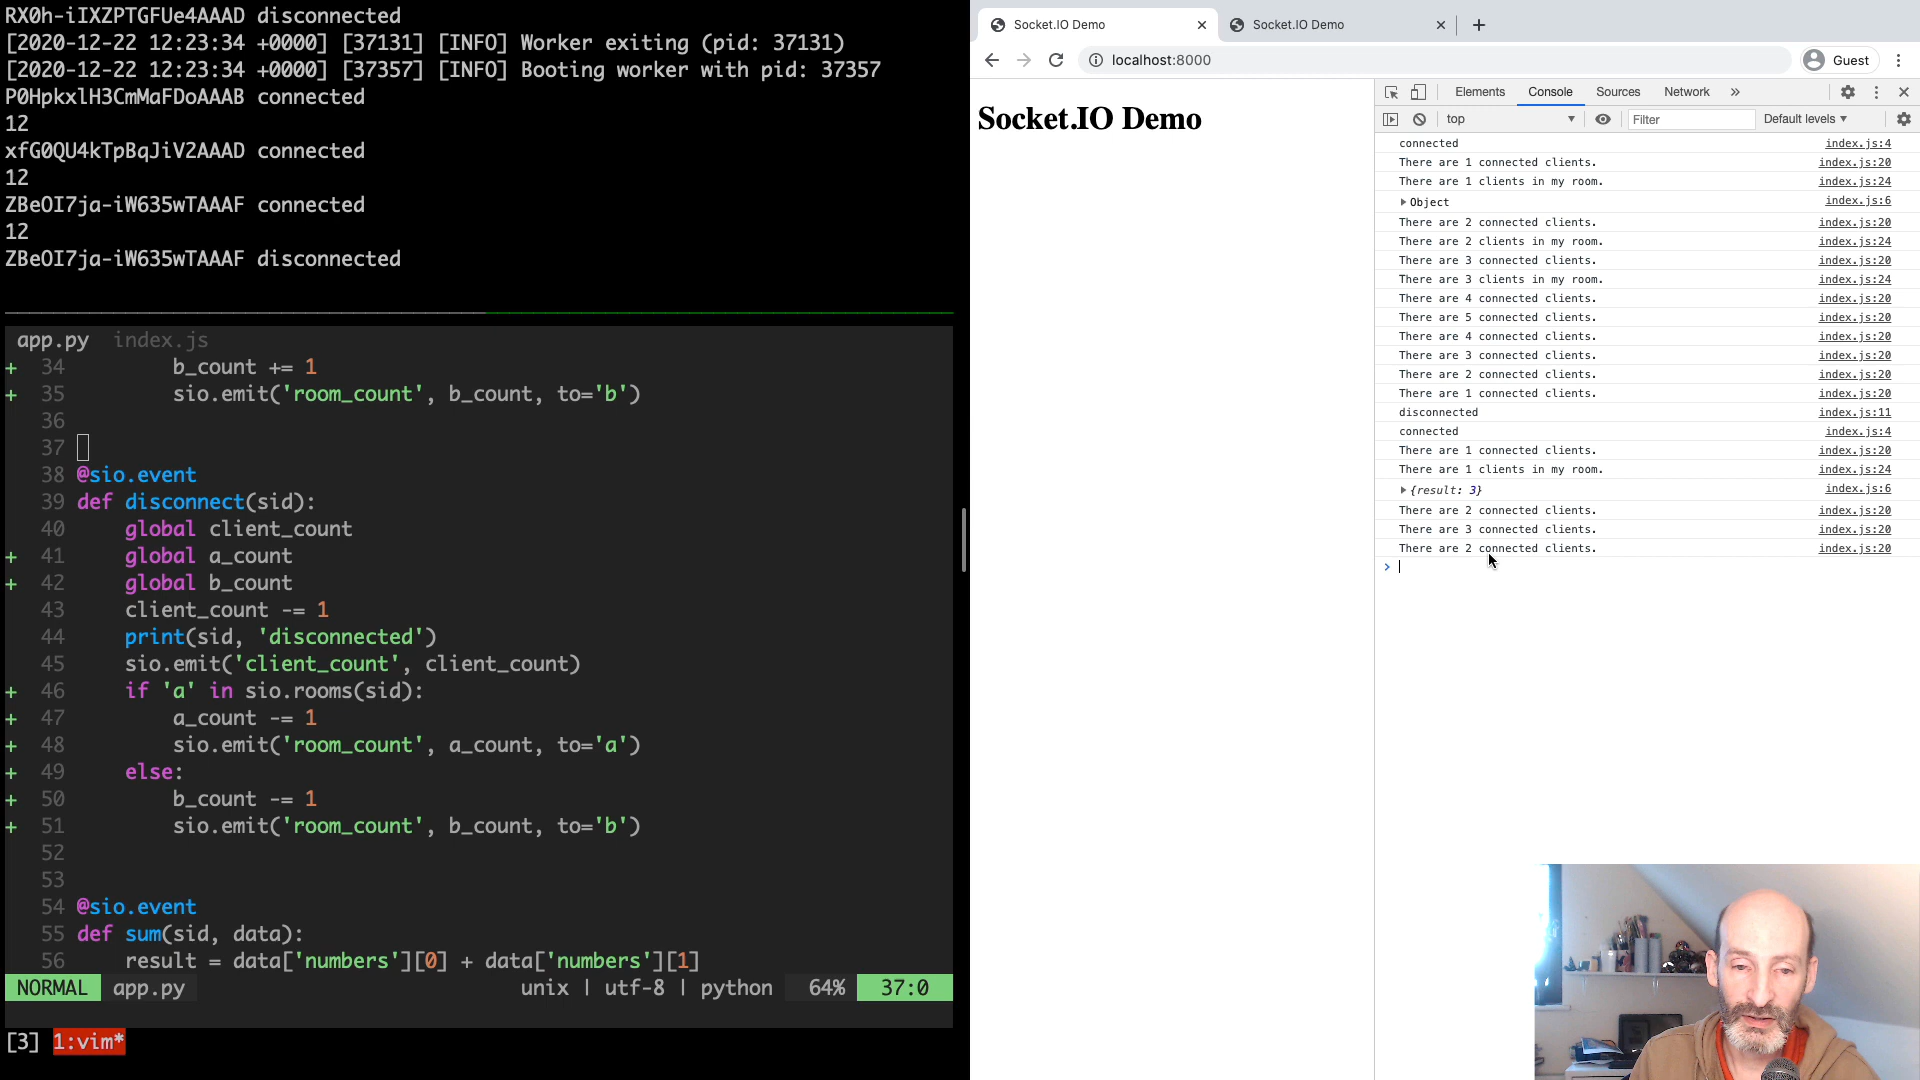 RX0h-iIXZPTGFUe4AAAD disconnected
[2020-12-22 12:23:34 +0000] [37131] [INFO] Worker exiting (pid: 37131)
[2020-12-22 12:23:34 +0000] [37357] [INFO] Booting worker with pid: 37357
P0HpkxlH3CmMaFDoAAAB connected
12
xfG0QU4kTpBqJiV2AAAD connected
12
ZBeOI7ja-iW635wTAAAF connected
12
ZBeOI7ja-iW635wTAAAF disconnected
app.py index.js
+ 34 b_count += 1
+ 35 sio.emit('room_count', b_count, to='b')
36
37
38 @sio.event
39 def disconnect(sid):
40 global client_count
+ 41 global a_count
+ 42 global b_count
43 client_count -= 1
44 print(sid, 'disconnected')
45 sio.emit('client_count', client_count)
+ 46 if 'a' in sio.rooms(sid):
+ 47 a_count -= 1
+ 48 sio.emit('room_count', a_count, to='a')
+ 49 else:
+ 50 b_count -= 1
+ 51 sio.emit('room_count', b_count, to='b')
52
53
54 @sio.event
55 def sum(sid, data):
56 result = data['numbers'][0] + data['numbers'][1]
NORMAL app.py unix | utf-8 | python 64% 37:0
[3] 1:vim*
Socket.IO Demo Socket.IO Demo
localhost:8000 Guest
Socket.IO Demo
Elements Console Sources Network »
top Filter Default levels
connected index.js:4
There are 1 connected clients. index.js:20
There are 1 clients in my room. index.js:24
Object index.js:6
There are 2 connected clients. index.js:20
There are 2 clients in my room. index.js:24
There are 3 connected clients. index.js:20
There are 3 clients in my room. index.js:24
There are 4 connected clients. index.js:20
There are 5 connected clients. index.js:20
There are 4 connected clients. index.js:20
There are 3 connected clients. index.js:20
There are 2 connected clients. index.js:20
There are 1 connected clients. index.js:20
disconnected index.js:11
connected index.js:4
There are 1 connected clients. index.js:20
There are 1 clients in my room. index.js:24
{result: 3} index.js:6
There are 2 connected clients. index.js:20
There are 3 connected clients. index.js:20
There are 2 connected clients. index.js:20